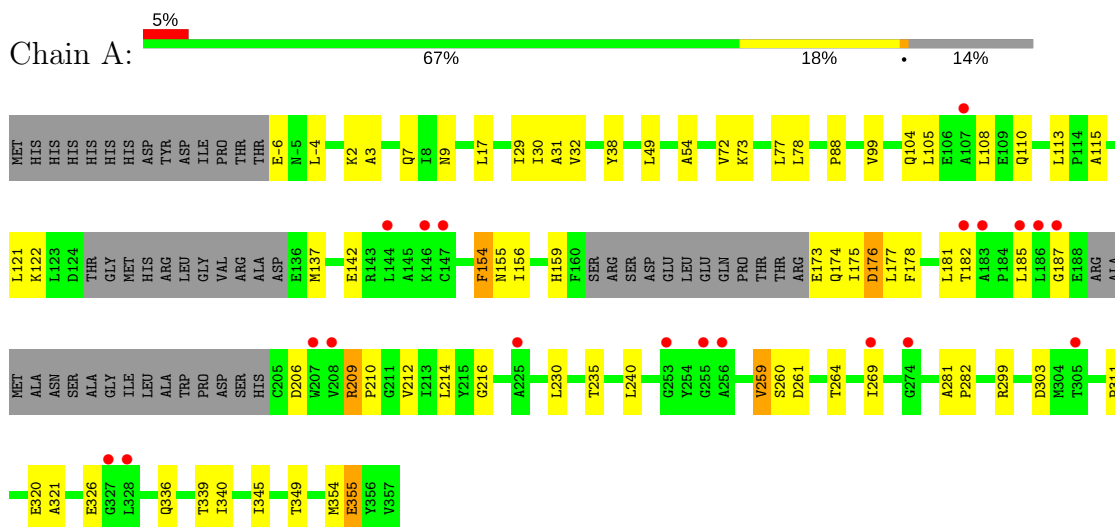 5%
Chain A:
67% 18% • 14%
MET HIS HIS HIS HIS HIS HIS ASP TYR ASP ILE PRO THR THR E-6 N-5 L-4 K2 A3 Q7 I8 N9 L17 I29 I30 A31 V32 Y38 L49 A54 V72 K73 L77 L78 P88 V99 Q104 L105 E106 A107 L108 E109 Q110 L113 P114 A115
L121 K122 L123 D124 THR GLY MET HIS ARG LEU GLY VAL ARG ALA ASP E136 M137 E142 R143 L144 A145 K146 C147 F154 N155 I156 H159 F160 SER ARG SER ASP GLU LEU GLU GLN PRO THR THR ARG E173 Q174 I175 D176 L177 F178 L181 T182 A183 P184 L185 L186 G187 E188 ARG ALA
MET ALA ASN SER ALA GLY ILE LEU ALA TRP PRO ASP SER HIS C205 D206 W207 V208 R209 P210 G211 V212 I213 L214 Y215 G216 A225 L230 T235 L240 G253 Y254 G255 A256 V259 S260 D261 T264 I269 G274 A281 P282 R299 D303 M304 T305
E320 A321 E326 G327 L328 Q336 T339 I340 I345 T349 M354 E355 Y356 V357